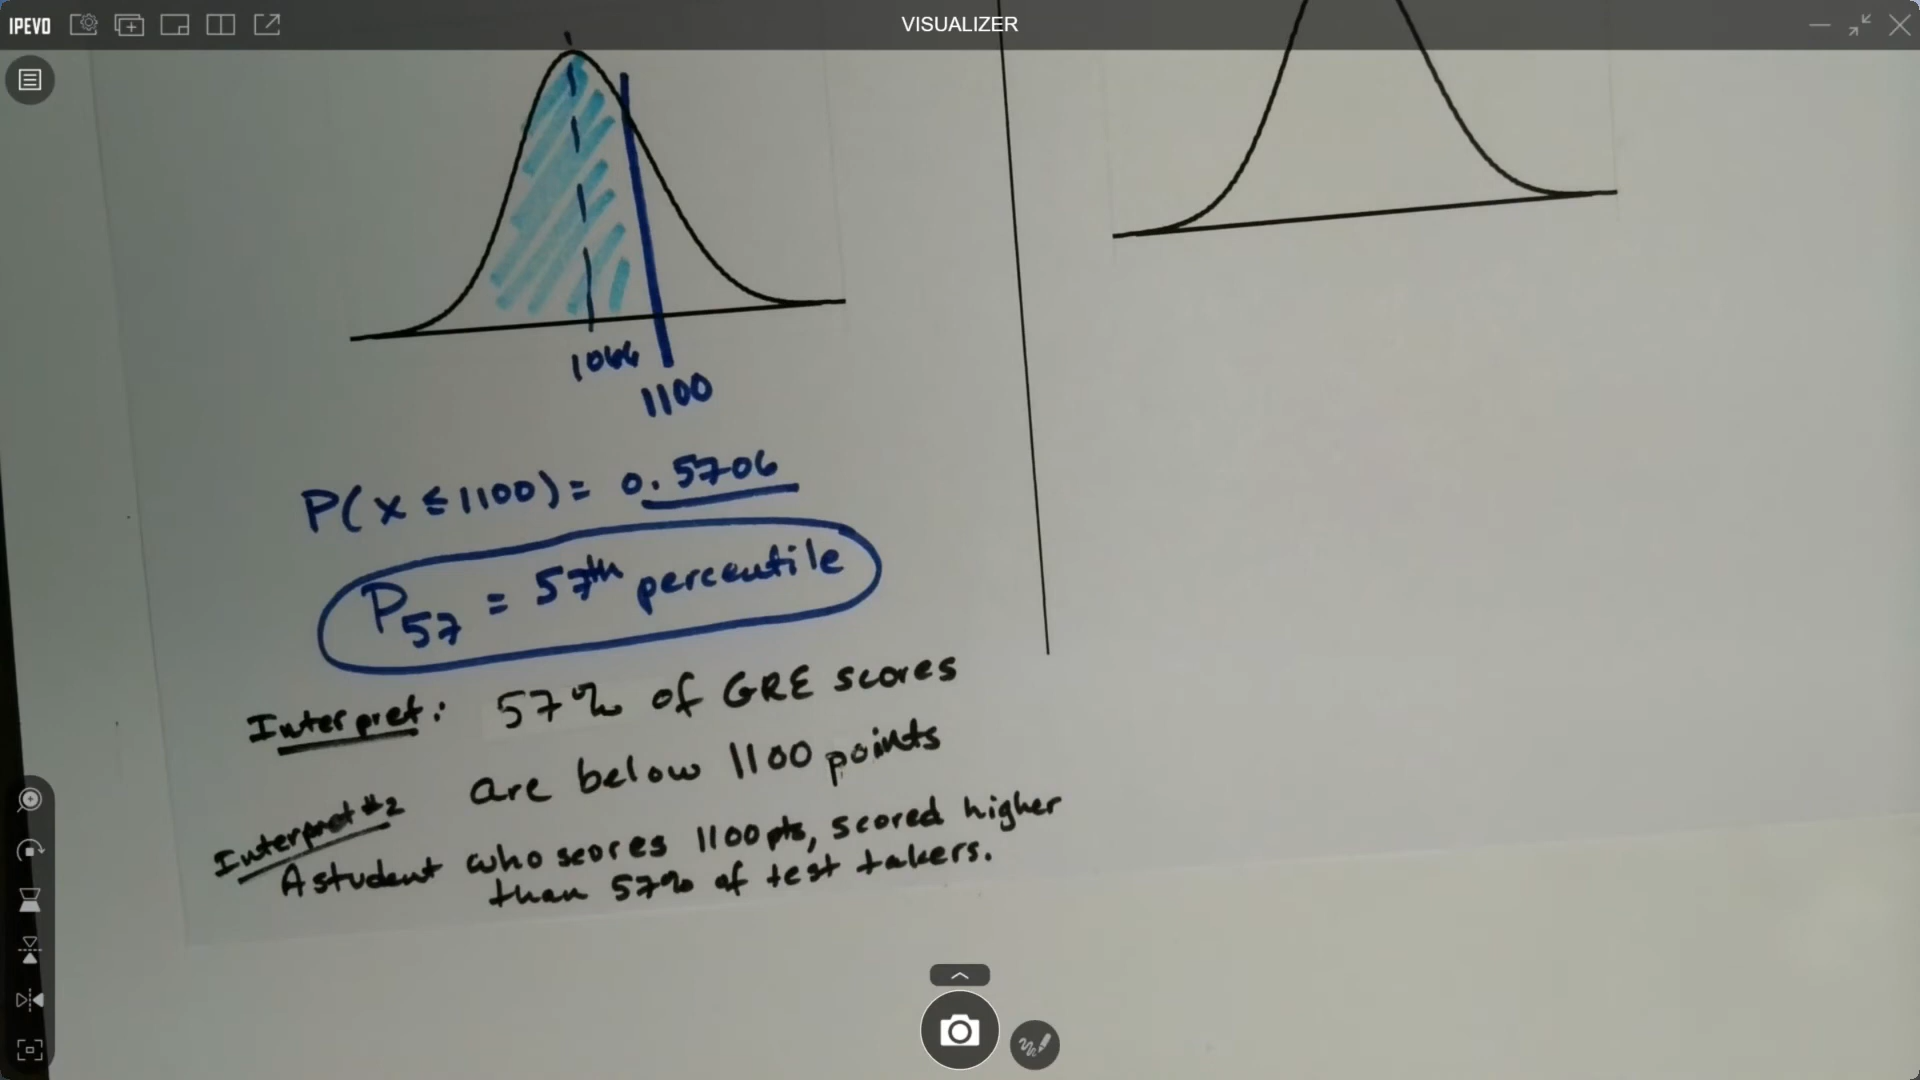 IPEVO
VISUALIZER
1066
1100
P(x ≤ 1100) = 0.5706
P57 = 57th percentile
Interpret: 57% of GRE scores
are below 1100 points
Interpret #2
A student who scores 1100 pts, scored higher
than 57% of test takers.